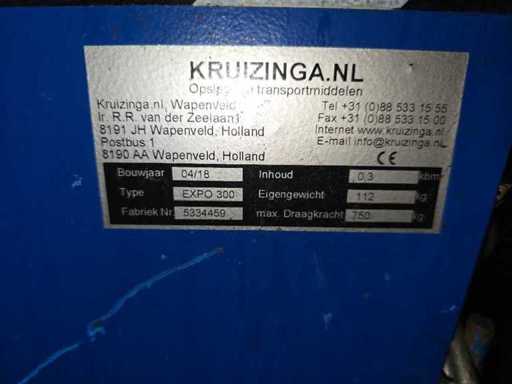 KRUIZINGA.NL
transportmiddelen
Kruizinga.nl, Wapenveld
Ir. R.R. van der Zeelaan
8191 JH Wapenveld, Holland
Postbus 1
8190 AA Wapenveld, Holland
Tel +31 (0)88 533 15 55
Fax +31 (0)88 533 15 00
Internet www.kruizinga.nl
E-mail info@kruizinga.nl
CE
Bouwjaar 04/18 Inhoud 0,3 kbm
Type EXPO 300 Eigengewicht 112 kg
Fabriek Nr. 5334459 max. Draagkracht 750 kg